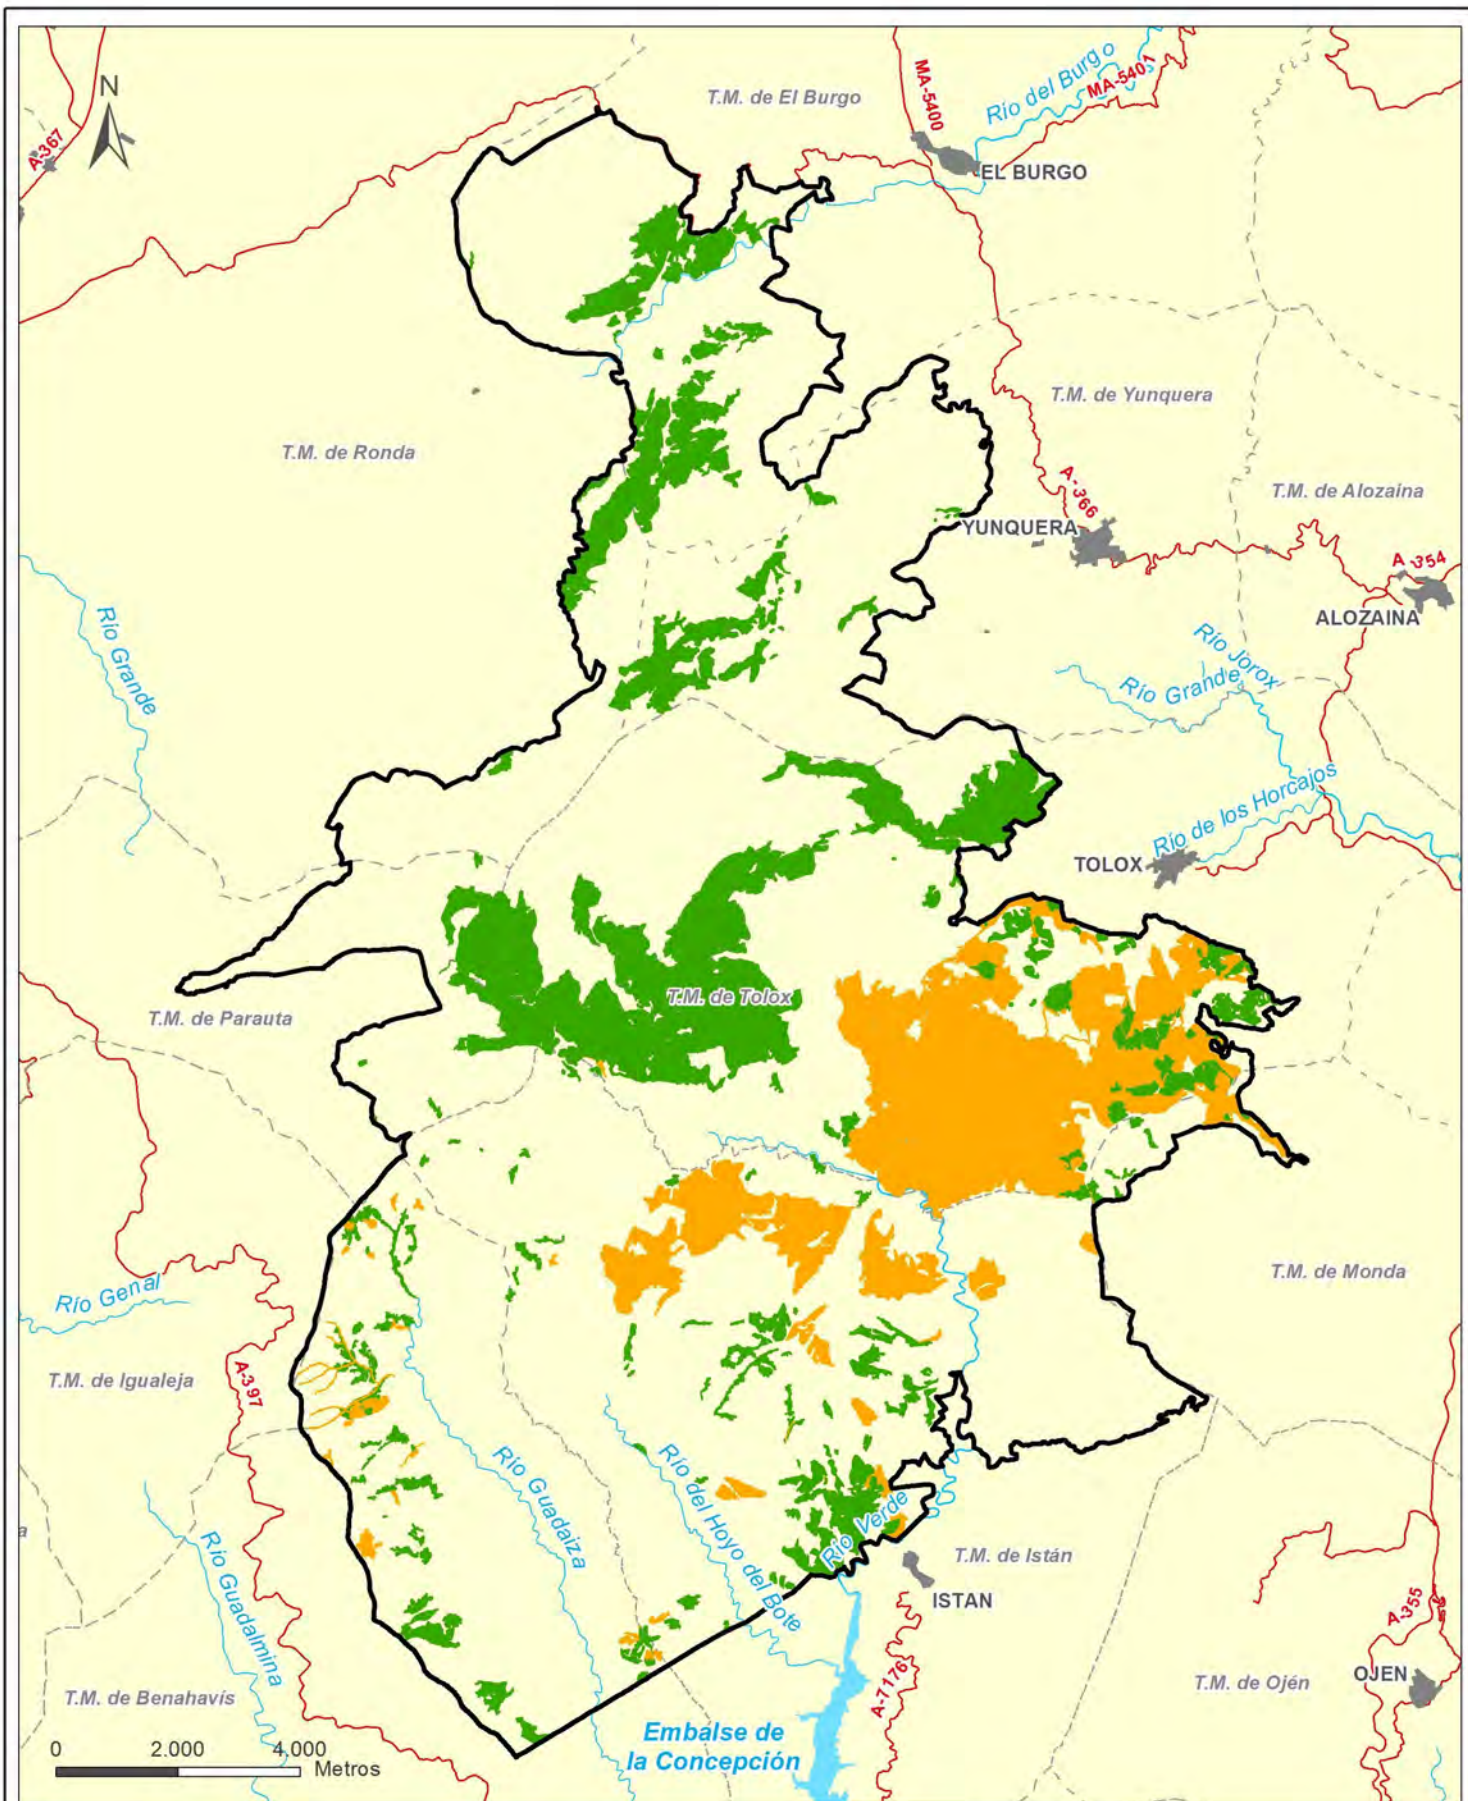 N
A-367
T.M. de El Burgo
MA-5400
Río del Burgo
MA-5401
EL BURGO
T.M. de Yunquera
T.M. de Ronda
A-366
T.M. de Alozaina
YUNQUERA
A-354
ALOZAINA
Río Grande
Río Jorox
Río Grande
Río de los Horcajos
TOLOX
T.M. de Tolox
T.M. de Parauta
T.M. de Monda
Río Genal
T.M. de Igualeja
A-397
Río Guadaiza
Río del Hoyo del Bote
Río Verde
Río Guadalmina
T.M. de Istán
ISTAN
A-355
T.M. de Benahavís
A-7176
T.M. de Ojén
OJEN
Embalse de
la Concepción
0 2.000 4.000
Metros